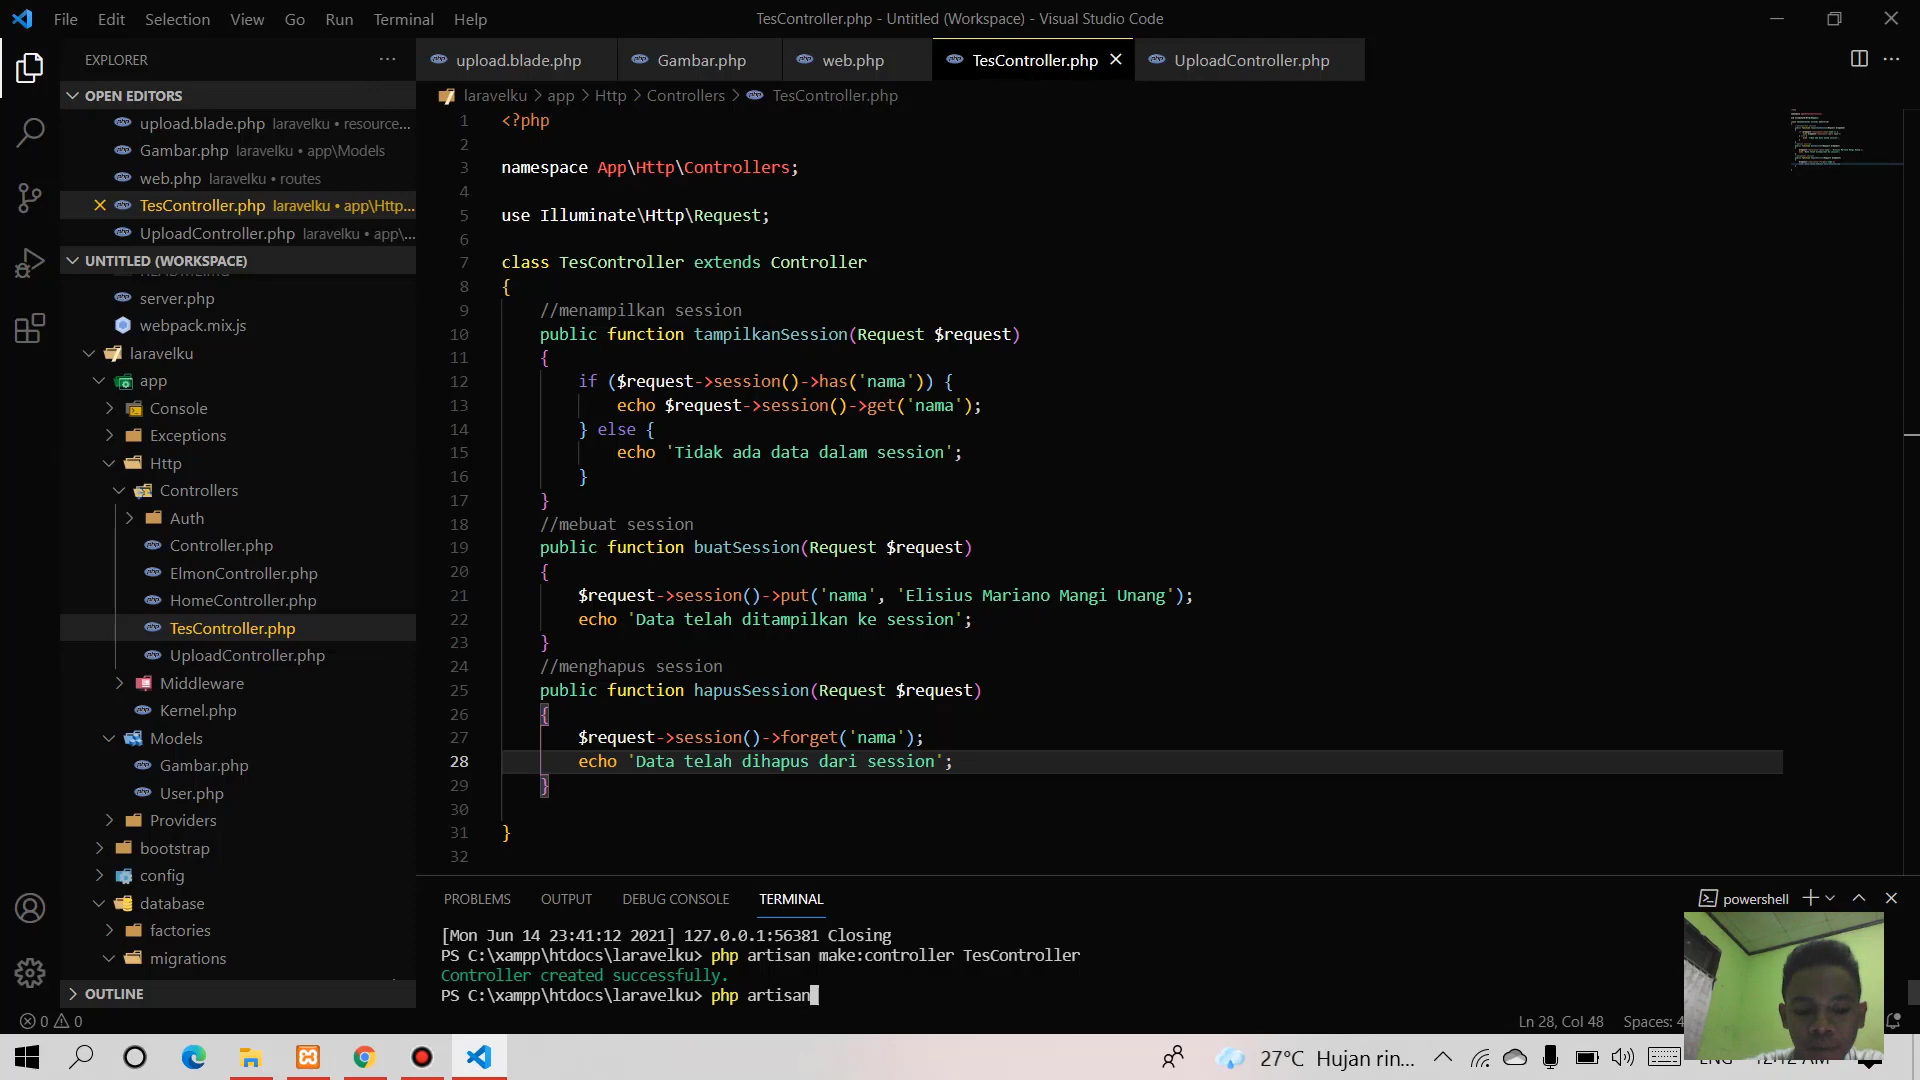 File Edit Selection View Go Run Terminal Help
TesController.php - Untitled (Workspace) - Visual Studio Code
EXPLORER
OPEN EDITORS
upload.blade.php laravelku • resource...
Gambar.php laravelku • app\Models
web.php laravelku • routes
TesController.php laravelku • app\Http...
UploadController.php laravelku • app\...
UNTITLED (WORKSPACE)
server.php
webpack.mix.js
laravelku
app
Console
Exceptions
Http
Controllers
Auth
Controller.php
ElmonController.php
HomeController.php
TesController.php
UploadController.php
Middleware
Kernel.php
Models
Gambar.php
User.php
Providers
bootstrap
config
database
factories
migrations
OUTLINE
upload.blade.php Gambar.php web.php TesController.php UploadController.php
laravelku > app > Http > Controllers > TesController.php
1 <?php
2
3 namespace App\Http\Controllers;
4
5 use Illuminate\Http\Request;
6
7 class TesController extends Controller
8 {
9 //menampilkan session
10 public function tampilkanSession(Request $request)
11 {
12 if ($request->session()->has('nama')) {
13 echo $request->session()->get('nama');
14 } else {
15 echo 'Tidak ada data dalam session';
16 }
17 }
18 //mebuat session
19 public function buatSession(Request $request)
20 {
21 $request->session()->put('nama', 'Elisius Mariano Mangi Unang');
22 echo 'Data telah ditampilkan ke session';
23 }
24 //menghapus session
25 public function hapusSession(Request $request)
26 {
27 $request->session()->forget('nama');
28 echo 'Data telah dihapus dari session';
29 }
30
31 }
32
PROBLEMS OUTPUT DEBUG CONSOLE TERMINAL
powershell
[Mon Jun 14 23:41:12 2021] 127.0.0.1:56381 Closing
PS C:\xampp\htdocs\laravelku> php artisan make:controller TesController
Controller created successfully.
PS C:\xampp\htdocs\laravelku> php artisan
0 0
Ln 28, Col 48 Spaces: 4
27°C Hujan rin...